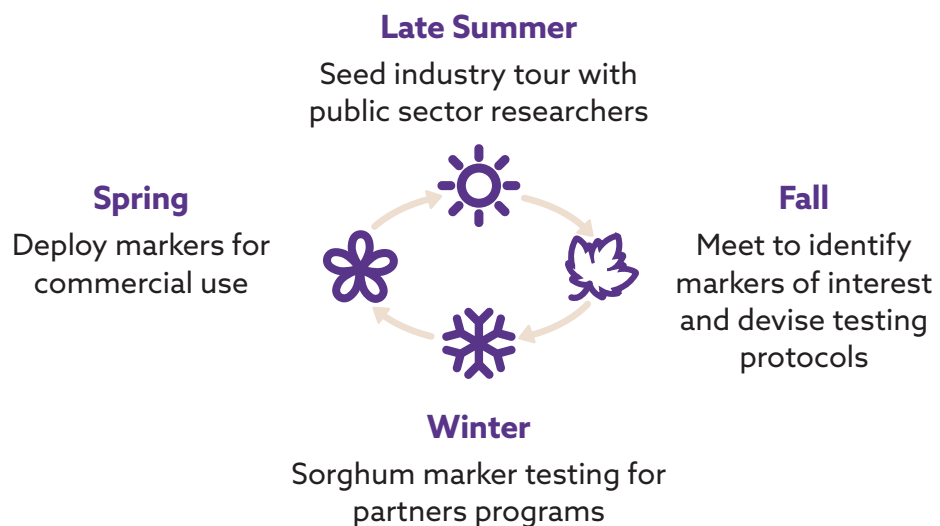 Late Summer
Seed industry tour with
public sector researchers
Spring
Deploy markers for
commercial use
Fall
Meet to identify
markers of interest
and devise testing
protocols
Winter
Sorghum marker testing for
partners programs